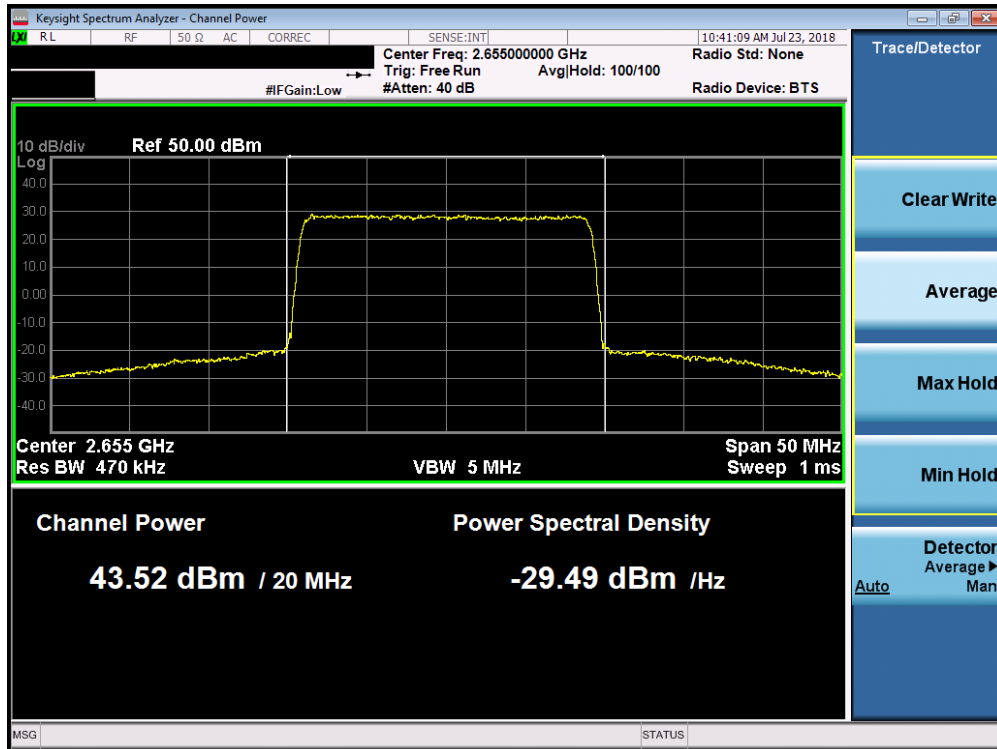 Keysight Spectrum Analyzer - Channel Power
LXI RL RF 50 Ω AC CORREC SENSE:INT 10:41:09 AM Jul 23, 2018
Center Freq: 2.655000000 GHz Radio Std: None
Trig: Free Run Avg|Hold: 100/100
#IFGain:Low #Atten: 40 dB Radio Device: BTS
10 dB/div Ref 50.00 dBm
Log
40.0
30.0
20.0
10.0
0.00
-10.0
-20.0
-30.0
-40.0
Center 2.655 GHz Span 50 MHz
Res BW 470 kHz VBW 5 MHz Sweep 1 ms
Channel Power Power Spectral Density
43.52 dBm / 20 MHz -29.49 dBm /Hz
Trace/Detector
Clear Write
Average
Max Hold
Min Hold
Detector
Average
Auto Man
MSG STATUS